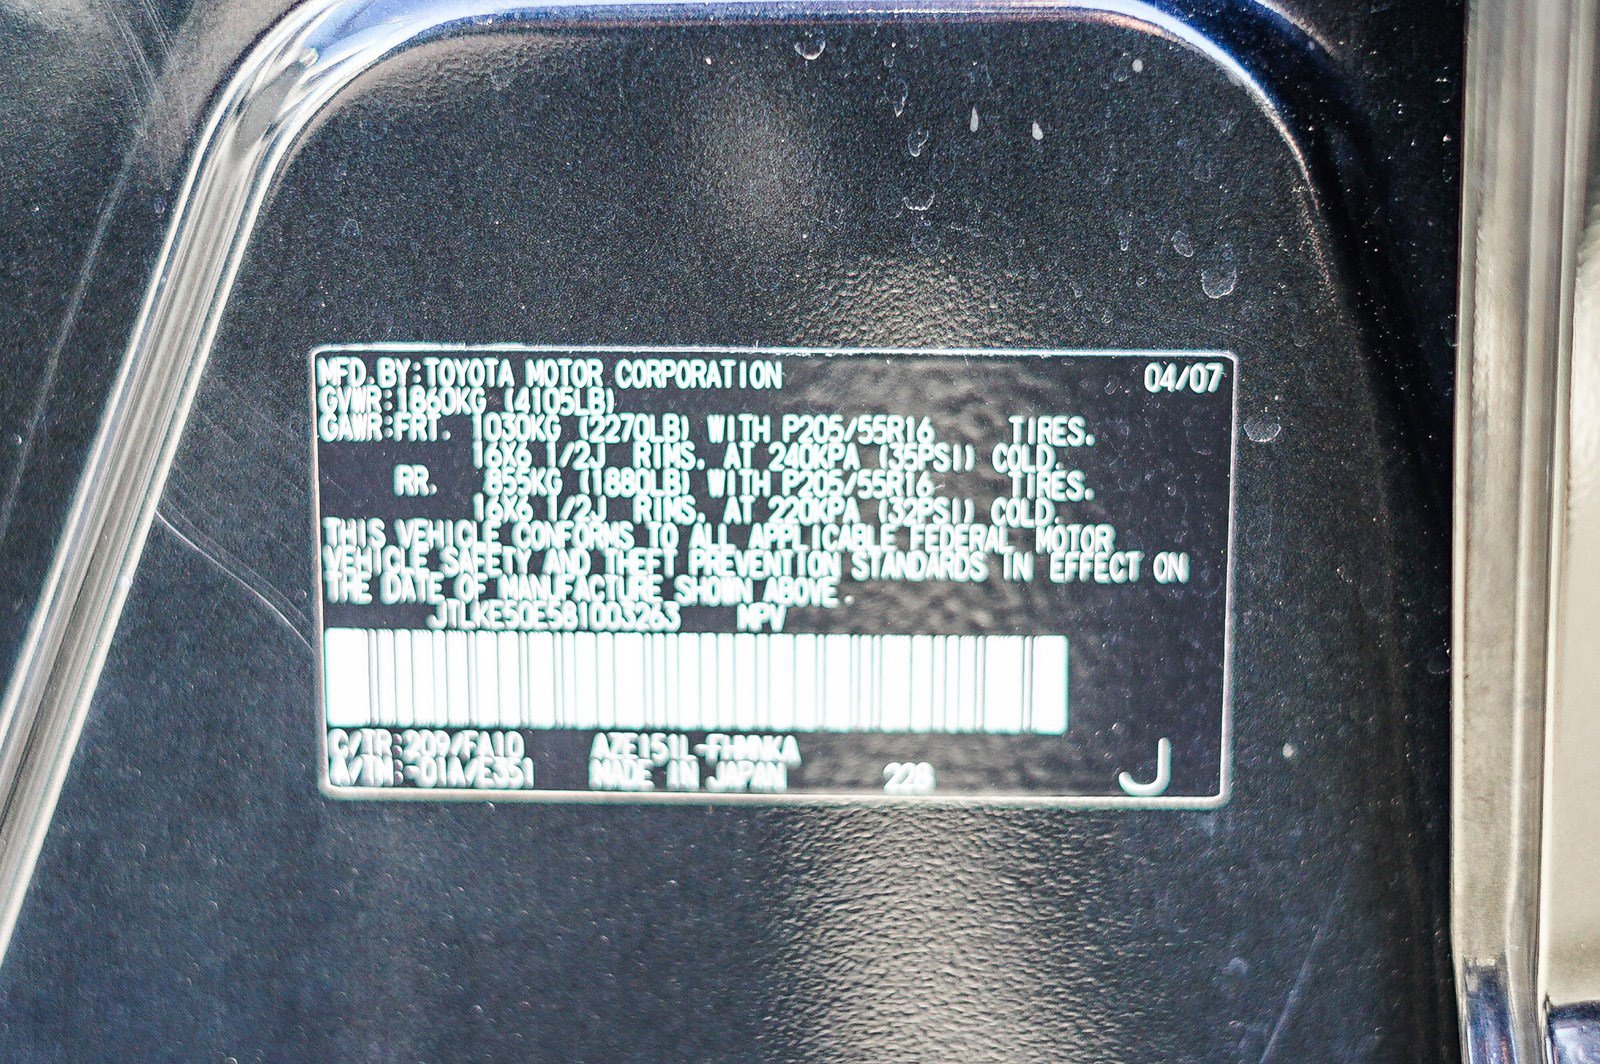 MFD.BY:TOYOTA MOTOR CORPORATION 04/07
GVWR:1860KG (4105LB)
GAWR:FRT. 1030KG (2270LB) WITH P205/55R16 TIRES.
16X6 1/2J RIMS. AT 240KPA (35PSI) COLD.
RR. 855KG (1880LB) WITH P205/55R16 TIRES.
16X6 1/2J RIMS. AT 220KPA (32PSI) COLD.
THIS VEHICLE CONFORMS TO ALL APPLICABLE FEDERAL MOTOR
VEHICLE SAFETY AND THEFT PREVENTION STANDARDS IN EFFECT ON
THE DATE OF MANUFACTURE SHOWN ABOVE.
JTLKE50E581003263 MPV
C/TR:209/FA10 AZE151L-FHMNKA
A/TM:-01A/E351 MADE IN JAPAN 228 J